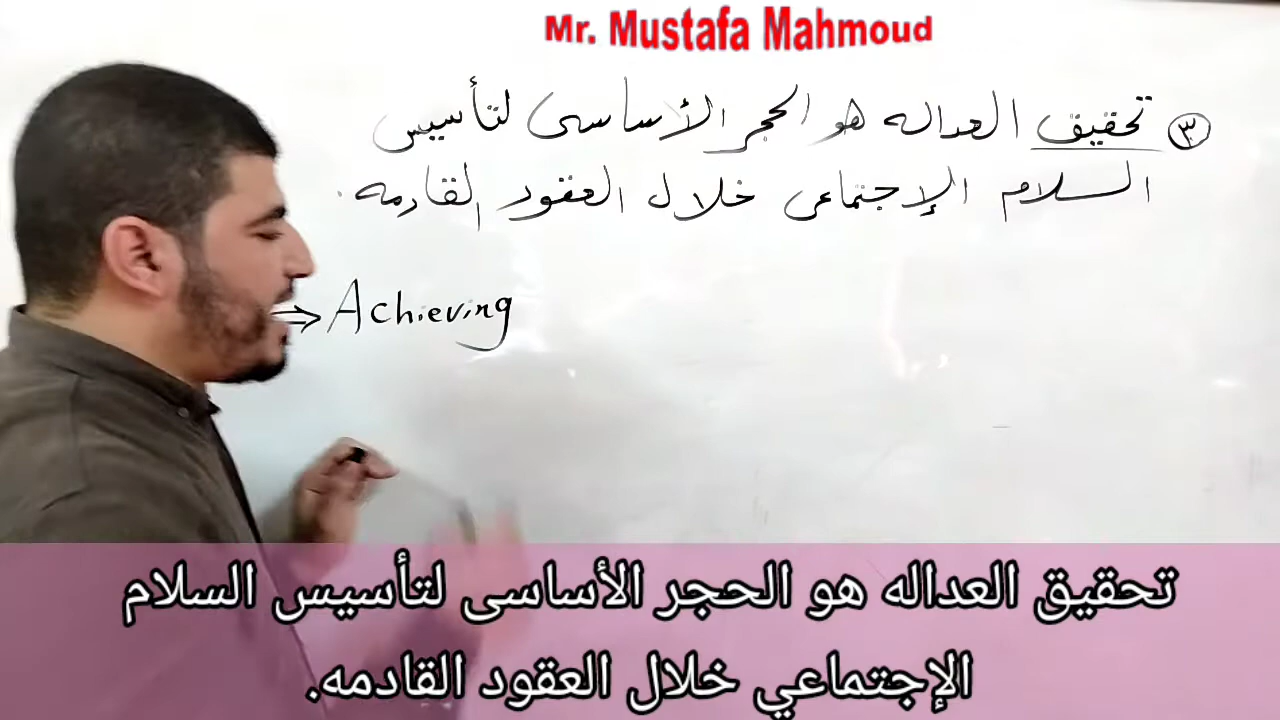 Mr. Mustafa Mahmoud
٣ تحقيق العداله هو الحجر الأساسى لتأسيس
السلام الإجتماعى خلال العقود القادمه.
⇒ Achieving
تحقيق العداله هو الحجر الأساسى لتأسيس السلام
الإجتماعي خلال العقود القادمه.